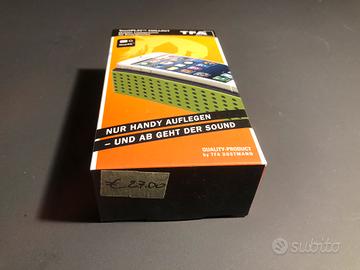 TFA
NUR HANDY AUFLEGEN
– UND AB GEHT DER SOUND
QUALITY-PRODUCT
by TFA DOSTMANN
€ 27.00
subito